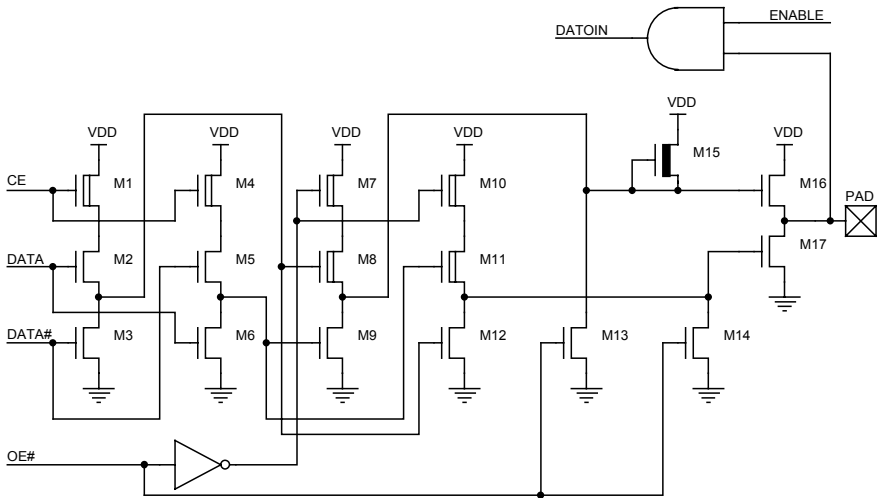 ENABLE
DATOIN
VDD
VDD VDD VDD VDD VDD
M15
CE M1 M4 M7 M10 M16 PAD
DATA M2 M5 M8 M11 M17
DATA# M3 M6 M9 M12 M13 M14
OE#